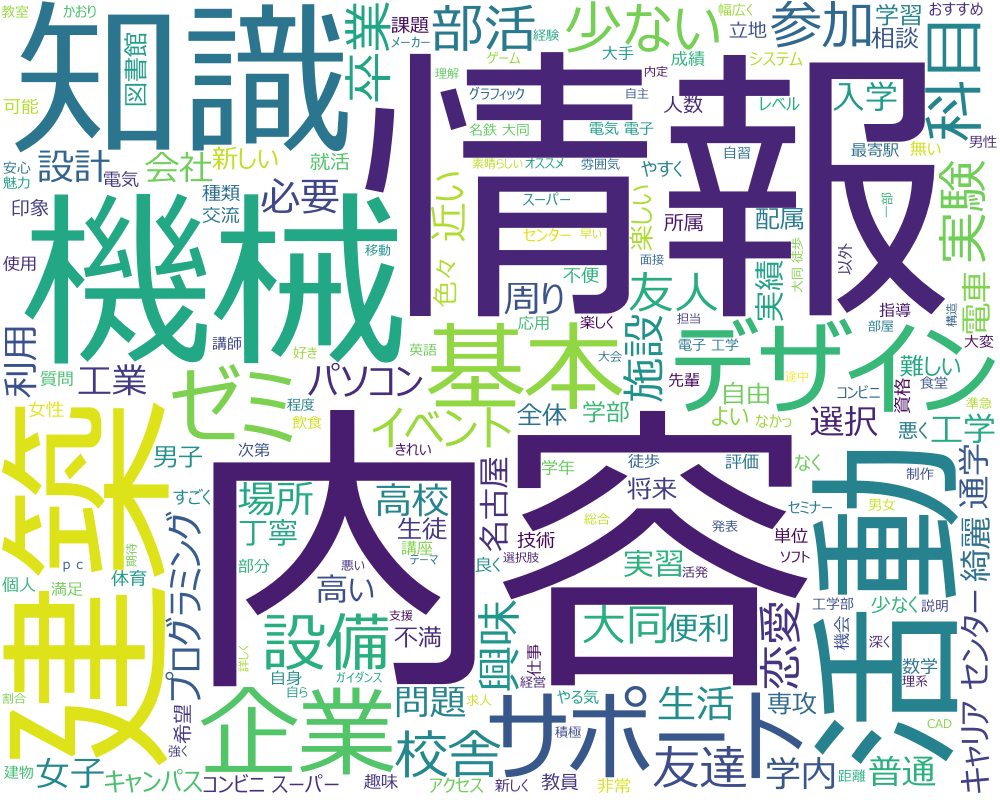 教室
かおり
知識
図書館
卒業
課題
メーカー
部活
経験
少ない
大手
幅広く
立地
参加
おすすめ
学習
相談
可能
情報
理解
ゲーム
内定
成績
システム
グラフィック
自主
人数
レベル
入学
科目
名鉄 大同
電気 電子
最寄駅
無い
男性
安心
魅力
設計
電気
会社
新しい
就活
素晴らしい
オススメ
雰囲気
やすく
自習
印象
種類
交流
必要
近い
スーパー
楽しい
所属
配属
実験
一部
使用
機械
移動
色々
センター
早い
不便
面接
大同 徒歩
実績
以外
電車
周り
友人
指導
利用
講師
好き
応用
楽しく
担当
部屋
構造
大変
質問
工業
ゼミ
パソコン
英語
基本
大会
電子 工学
施設
デザイン
コンビニ
難しい
食堂
先輩
途中
資格
準急
女性
程度
飲食
イベント
全体
学部
自由
よい
なかっ
選択
悪く
工学
建築
男子
次第
きれい
内容
学年
徒歩
評価
なく
制作
活動
通学
すごく
場所
高校
名古屋
将来
セミナー
男女
丁寧
生徒
総合
発表
単位
綺麗
プログラミング
ｐｃ
期待
部分
悪い
講座
テーマ
技術
選択肢
実習
活発
ソフト
個人
満足
体育
高い
良く
工学部
少なく
説明
設備
支援
不満
興味
大同
便利
恋愛
機会
深く
センター
詳しく
自身
自ら
ガイダンス
仕事
経営
数学
理系
割合
希望
企業
問題
求人
サポート
やる気
生活
専攻
キャリア
強く
校舎
積極
友達
学内
普通
距離
CAD
建物
女子
キャンパス
コンビニ スーパー
趣味
アクセス
新しく
教員
非常